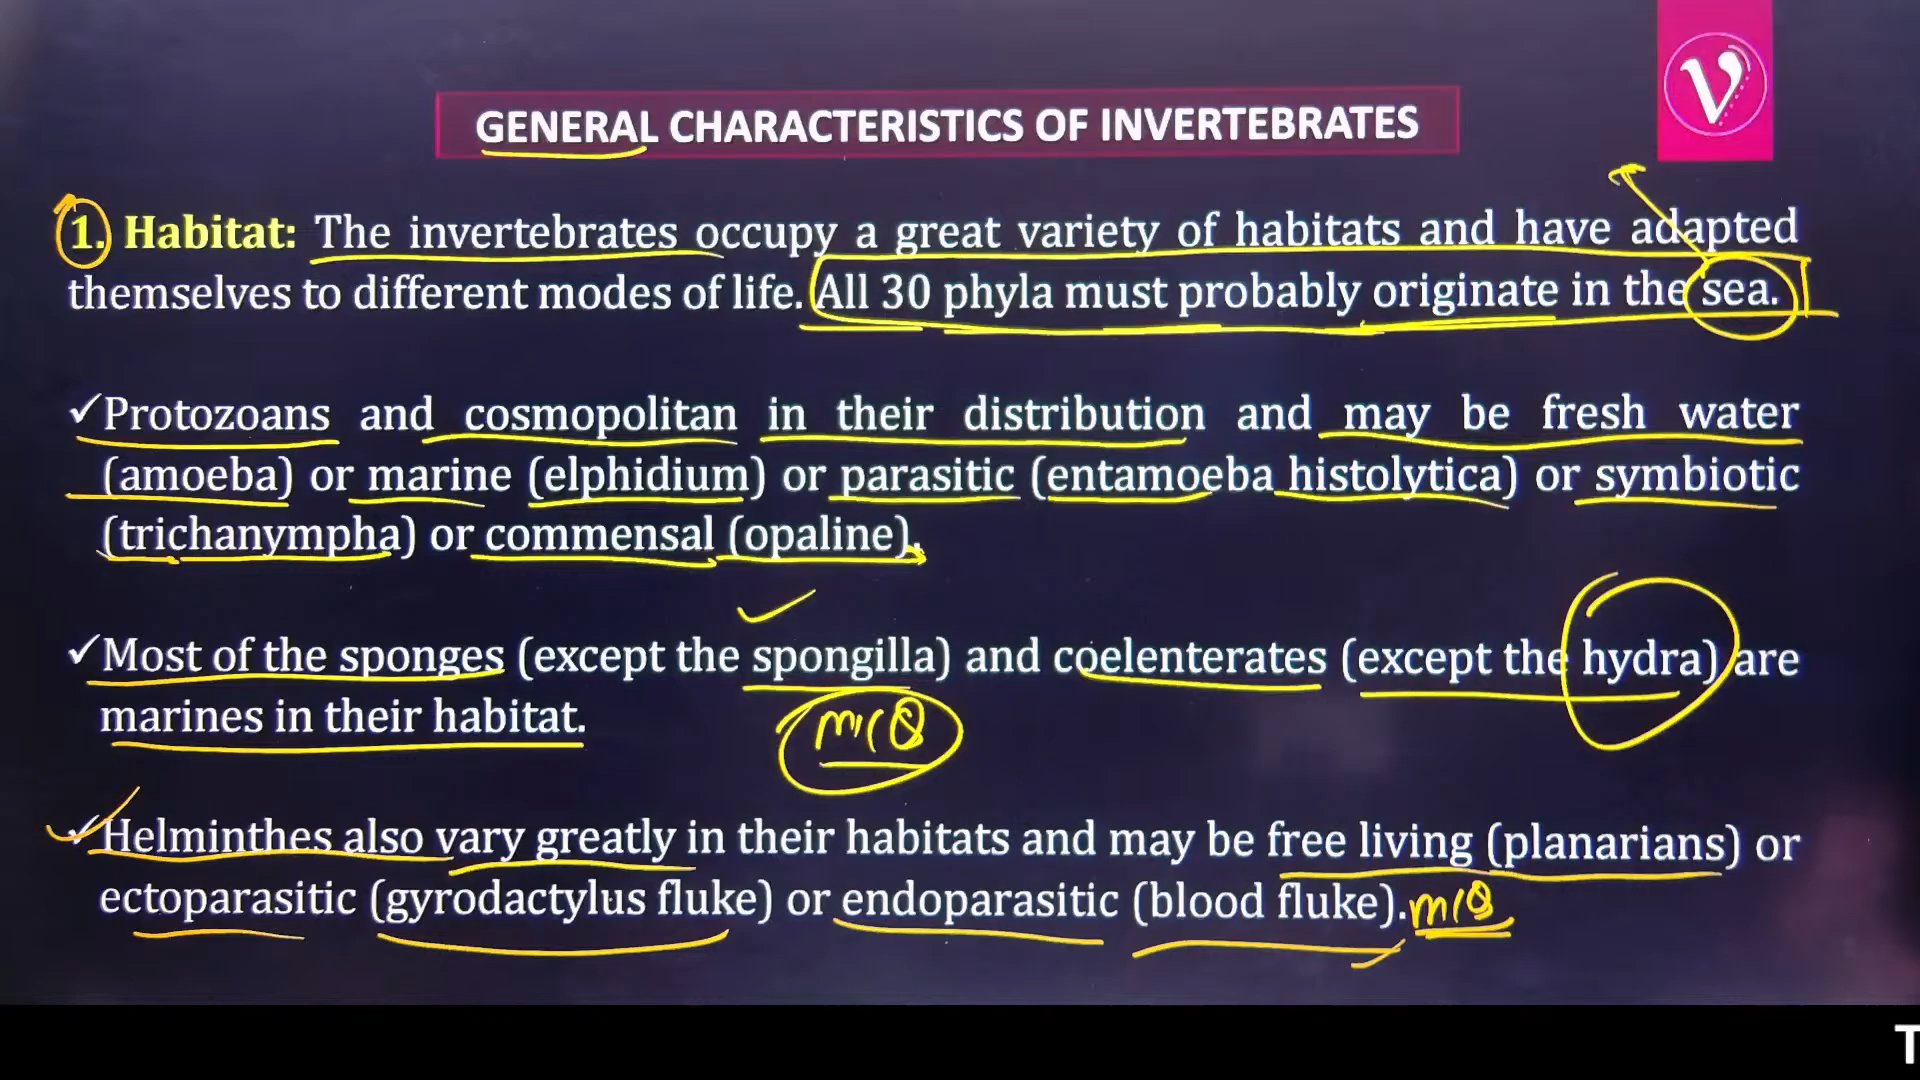 V
GENERAL CHARACTERISTICS OF INVERTEBRATES
1. Habitat: The invertebrates occupy a great variety of habitats and have adapted
themselves to different modes of life. All 30 phyla must probably originate in the sea.
✓Protozoans and cosmopolitan in their distribution and may be fresh water
(amoeba) or marine (elphidium) or parasitic (entamoeba histolytica) or symbiotic
(trichanympha) or commensal (opaline).
✓Most of the sponges (except the spongilla) and coelenterates (except the hydra) are
marines in their habitat.
MCQ
✓Helminthes also vary greatly in their habitats and may be free living (planarians) or
ectoparasitic (gyrodactylus fluke) or endoparasitic (blood fluke). MCQ
T